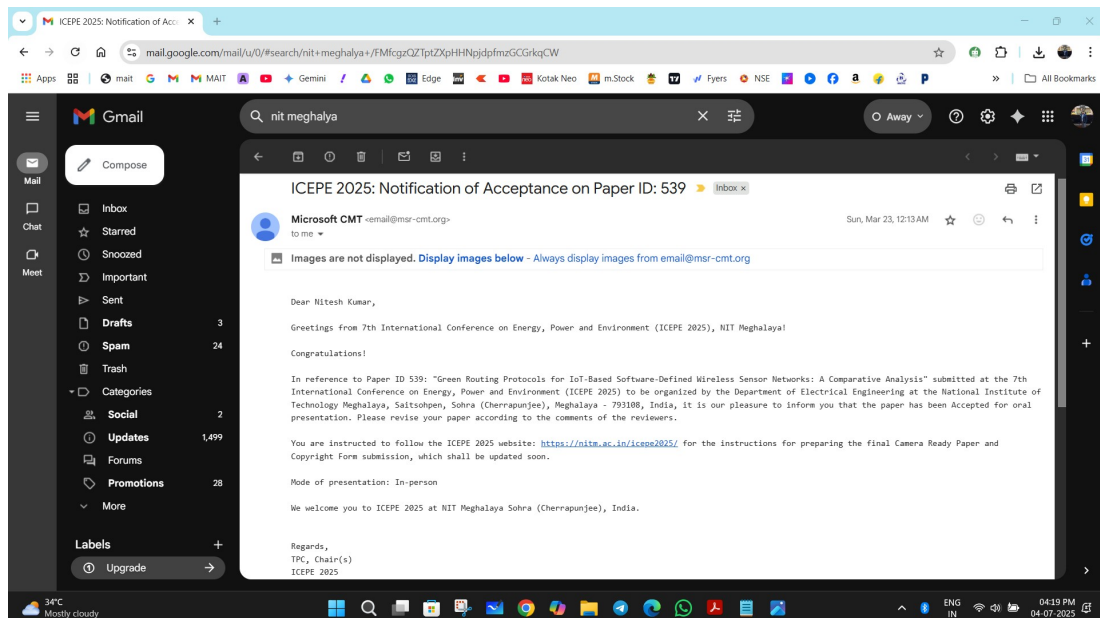 ICEPE 2025: Notification of Acc
mail.google.com/mail/u/0/#search/nit+meghalya+/FMfcgzQZTptZXpHHNpjdpfmzGCGrkqCW
Apps
mait
MAIT
Gemini
Edge
Kotak Neo
m.Stock
Fyers
NSE
»
All Bookmarks
Gmail
nit meghalya
Away
Compose
Mail
Chat
Meet
Inbox
Starred
Snoozed
Important
Sent
Drafts 3
Spam 24
Trash
Categories
Social 2
Updates 1,499
Forums
Promotions 28
More
Labels
Upgrade
ICEPE 2025: Notification of Acceptance on Paper ID: 539 Inbox x
Microsoft CMT <email@msr-cmt.org> Sun, Mar 23, 12:13 AM
to me
Images are not displayed. Display images below - Always display images from email@msr-cmt.org
Dear Nitesh Kumar,
Greetings from 7th International Conference on Energy, Power and Environment (ICEPE 2025), NIT Meghalaya!
Congratulations!
In reference to Paper ID 539: "Green Routing Protocols for IoT-Based Software-Defined Wireless Sensor Networks: A Comparative Analysis" submitted at the 7th
International Conference on Energy, Power and Environment (ICEPE 2025) to be organized by the Department of Electrical Engineering at the National Institute of
Technology Meghalaya, Saitsohpen, Sohra (Cherrapunjee), Meghalaya - 793108, India, it is our pleasure to inform you that the paper has been Accepted for oral
presentation. Please revise your paper according to the comments of the reviewers.
You are instructed to follow the ICEPE 2025 website: https://nitm.ac.in/icepe2025/ for the instructions for preparing the final Camera Ready Paper and
Copyright Form submission, which shall be updated soon.
Mode of presentation: In-person
We welcome you to ICEPE 2025 at NIT Meghalaya Sohra (Cherrapunjee), India.
Regards,
TPC, Chair(s)
ICEPE 2025
34°C
Mostly cloudy
ENG
IN
04:19 PM
04-07-2025